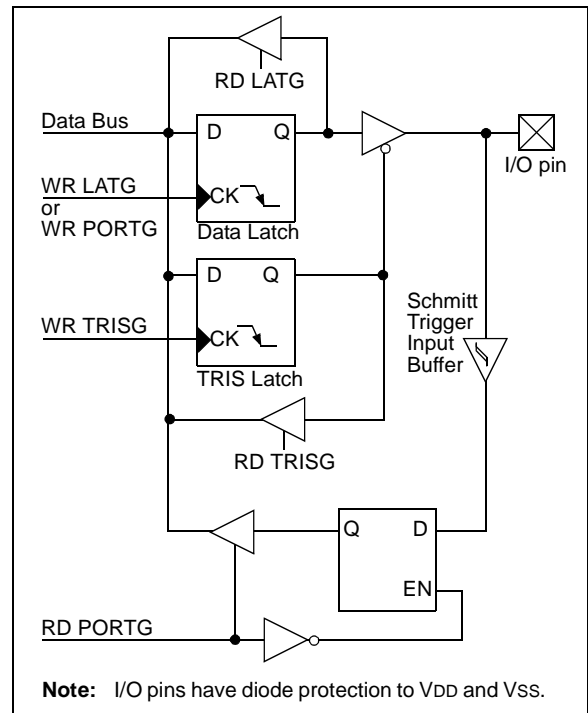 RD LATG
Data Bus
D Q
I/O pin
WR LATG
or
WR PORTG
CK
Data Latch
D Q
WR TRISG
CK
TRIS Latch
Schmitt
Trigger
Input
Buffer
RD TRISG
Q D
EN
RD PORTG
Note: I/O pins have diode protection to VDD and VSS.